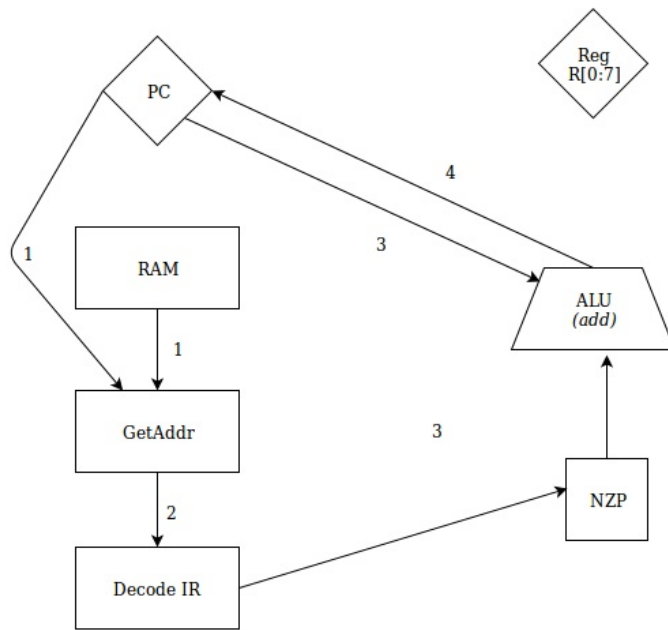 Reg
R[0:7]
PC
4
3
1
RAM
ALU
(add)
1
GetAddr
3
NZP
2
Decode IR